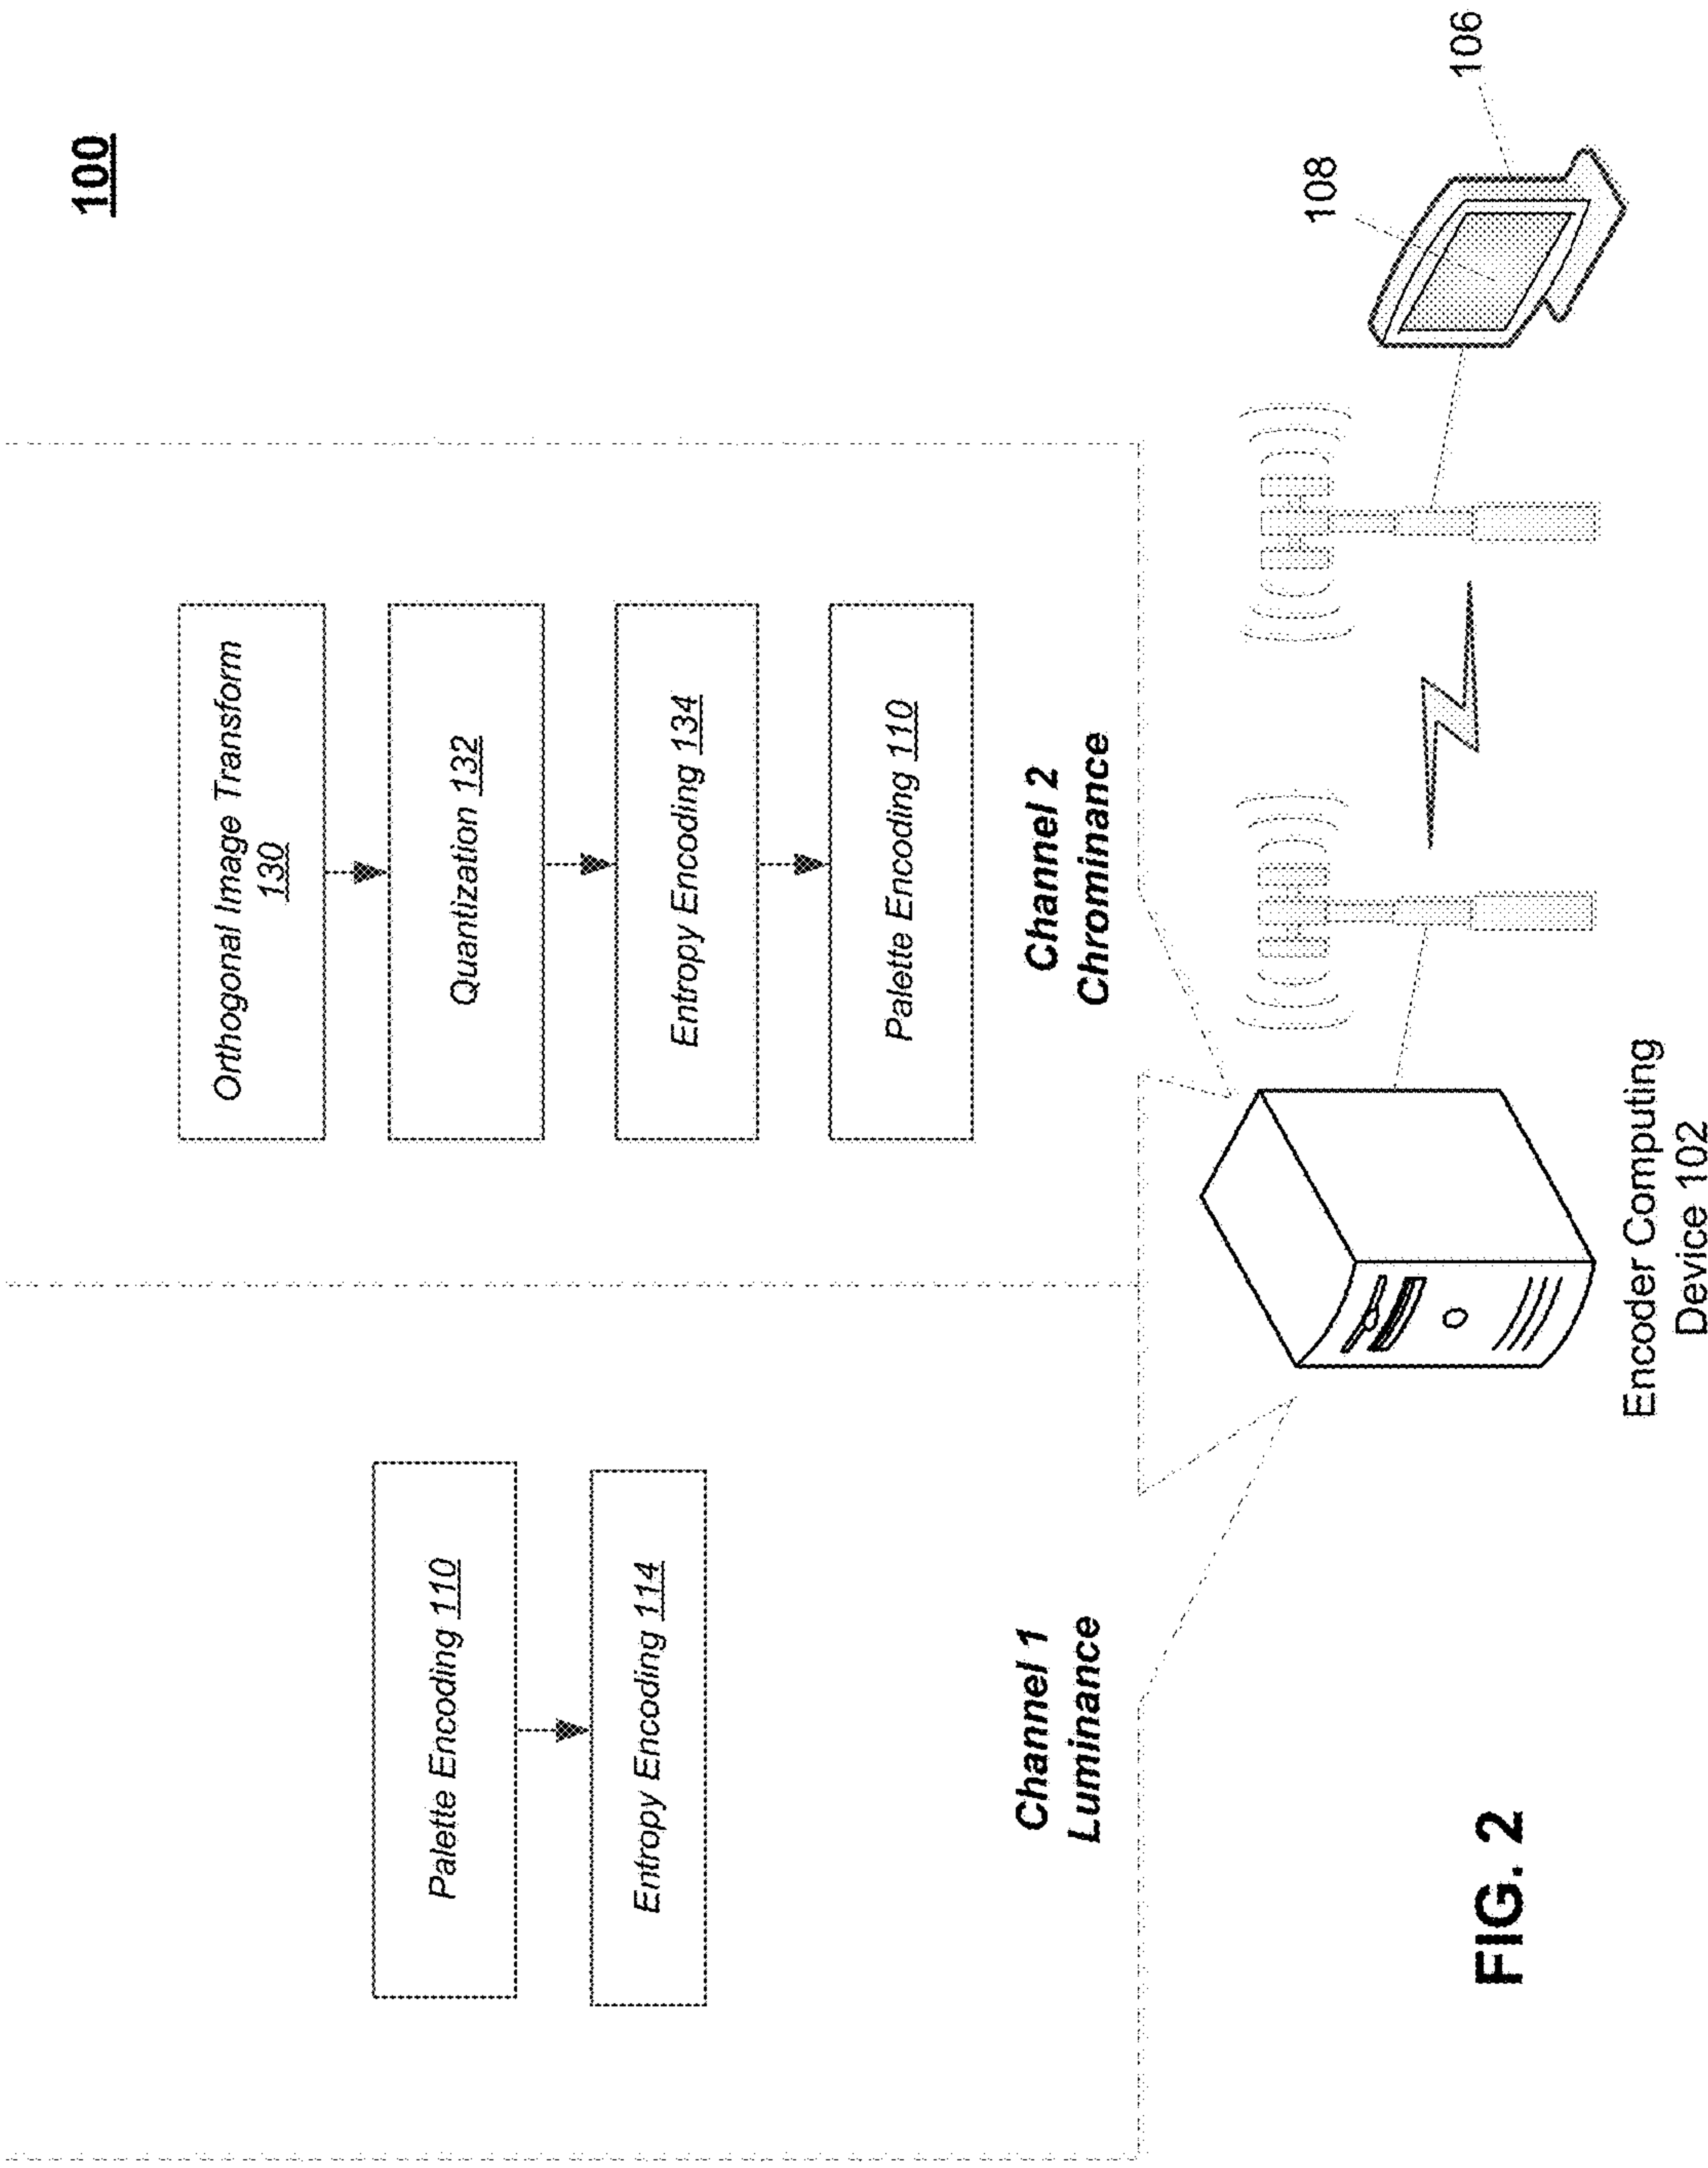 100
Palette Encoding 110
Entropy Encoding 114
Channel 1
Luminance
Orthogonal Image Transform
130
Quantization 132
Entropy Encoding 134
Palette Encoding 110
Channel 2
Chrominance
108
106
Encoder Computing
Device 102
FIG. 2